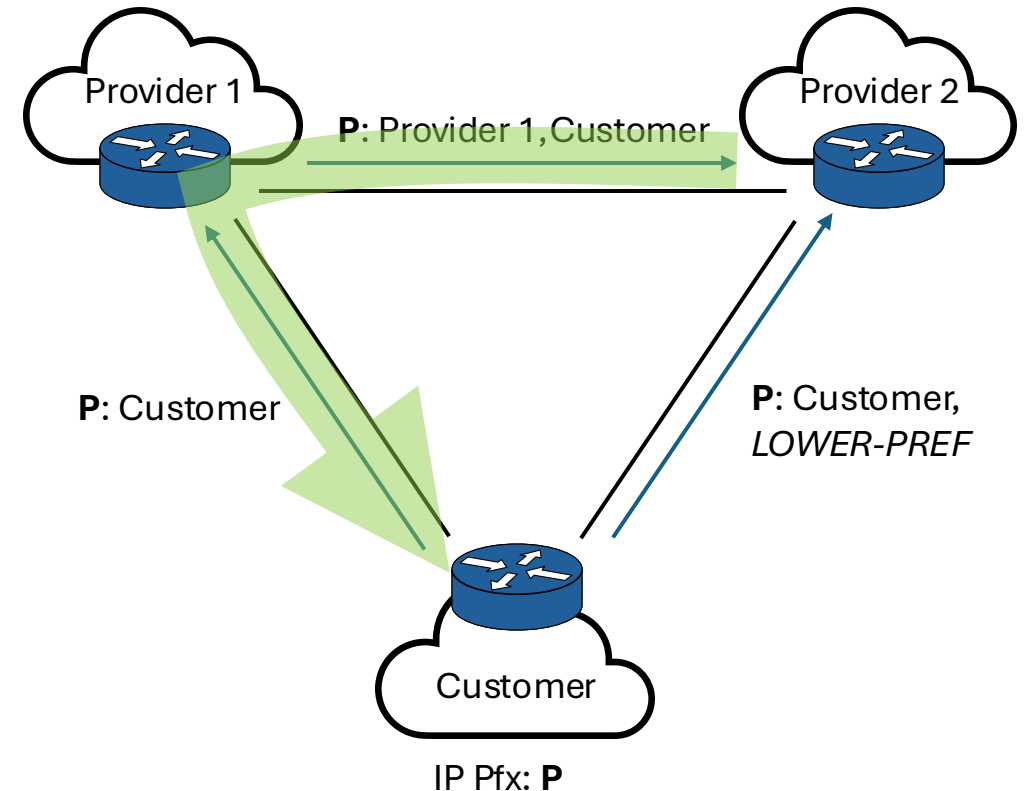 Provider 1
Provider 2
P: Provider 1, Customer
P: Customer
P: Customer,
LOWER-PREF
Customer
IP Pfx: P